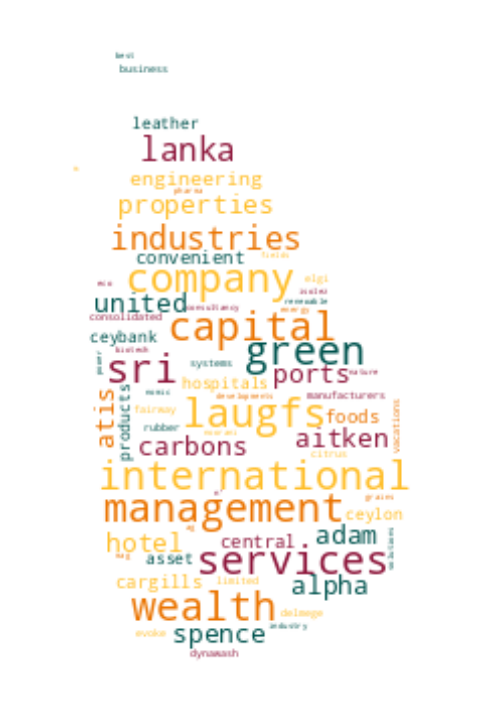 best
business
leather
lanka
engineering
pharma
properties
industries
convenient
fields
company
elgi
eco
isolez
united
renewable
consultancy
energy
consolidated
capital
ceybank
green
biotech
power
sri
systems
ports
nature
hospitals
products
atis
developments
manufacturers
fairway
laugfs
foods
vacations
rubber
aitken
carbons
citrus
international
grains
management
ceylon
ag
hotel
central
adam
solutions
asset
services
cargills
limited
alpha
wealth
delmege
evoke
spence
industry
dynawash